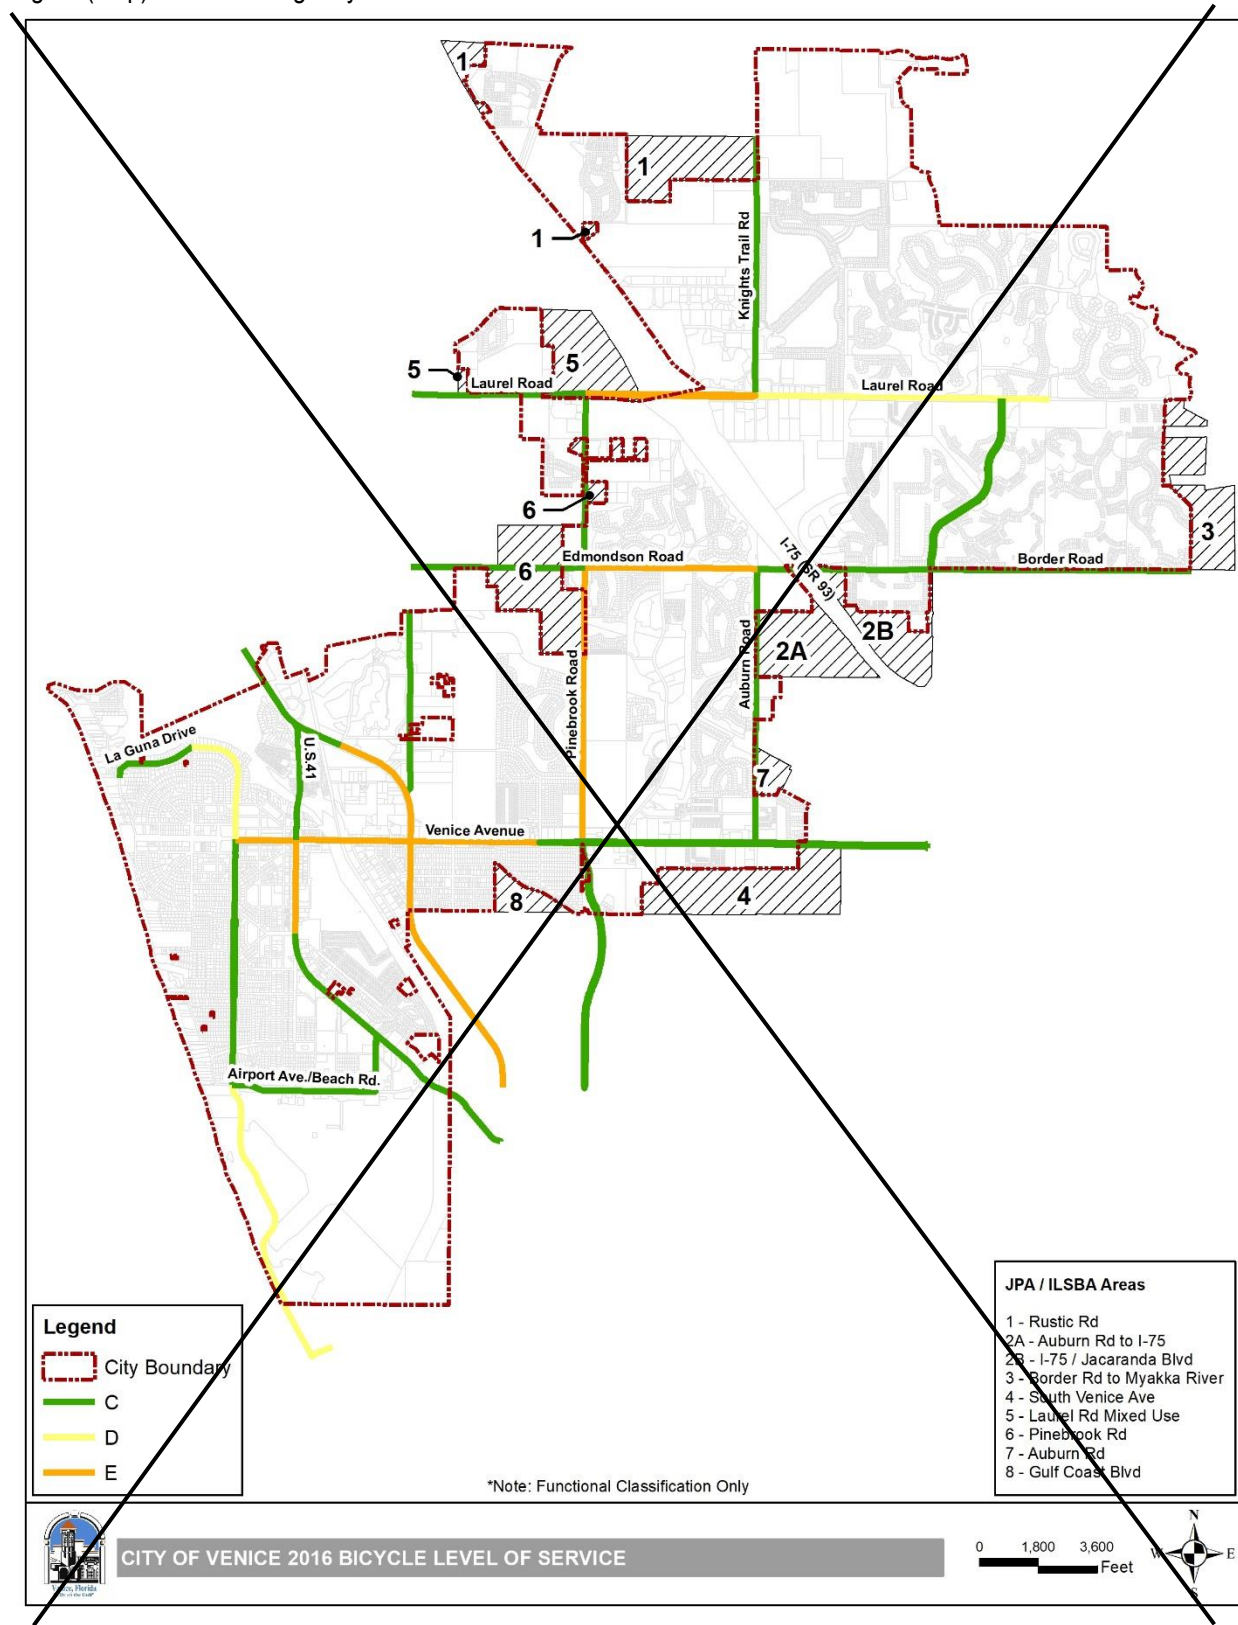 1
1
1
Knights Trail Rd
5
5
Laurel Road
Laurel Road
6
3
I-75 (SR 93)
Edmondson Road
Border Road
6
2B
2A
Auburn Road
Pinebrook Road
La Guna Drive
U.S.41
7
Venice Avenue
4
8
Airport Ave./Beach Rd.
JPA / ILSBA Areas
1 - Rustic Rd
2A - Auburn Rd to I-75
2B - I-75 / Jacaranda Blvd
3 - Border Rd to Myakka River
4 - South Venice Ave
5 - Laurel Rd Mixed Use
6 - Pinebrook Rd
7 - Auburn Rd
8 - Gulf Coast Blvd
Legend
City Boundary
C
D
E
*Note: Functional Classification Only
CITY OF VENICE 2016 BICYCLE LEVEL OF SERVICE
0 1,800 3,600
Feet
N
W E
S
Venice, Florida